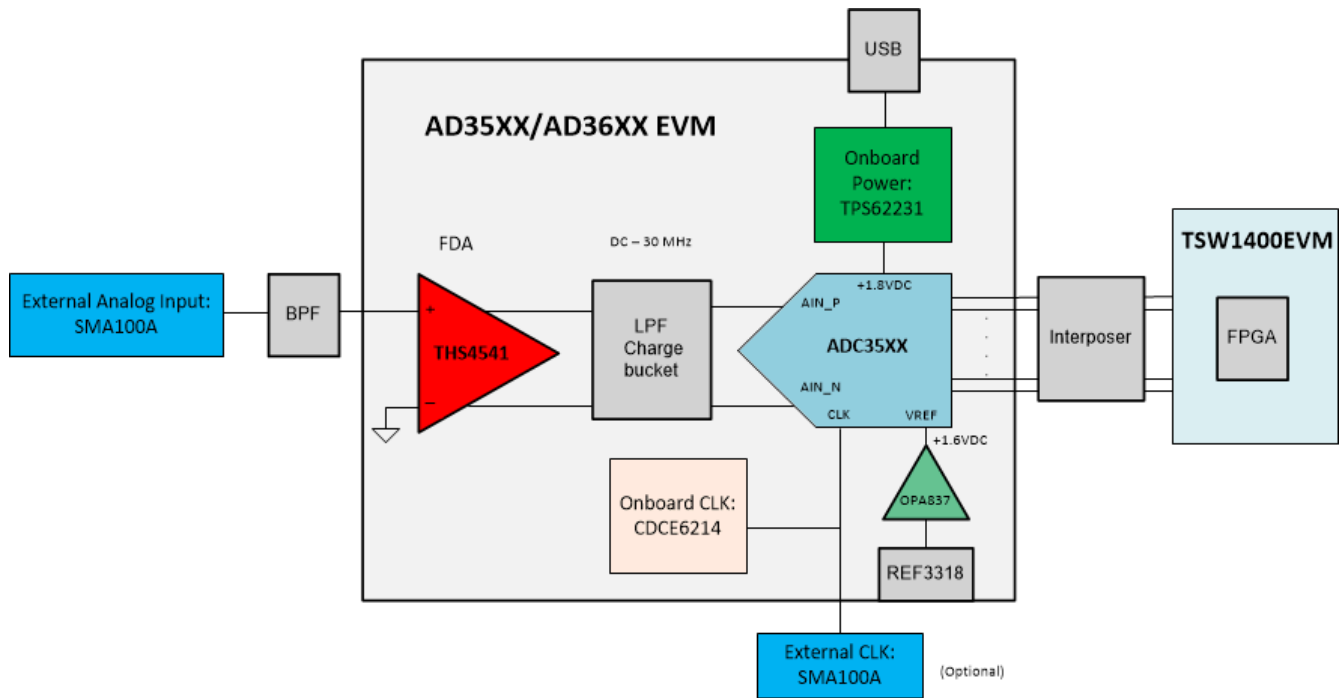 USB
AD35XX/AD36XX EVM
Onboard
Power:
TPS62231
TSW1400EVM
FDA
DC – 30 MHz
External Analog Input:
SMA100A
BPF
+
THS4541
–
LPF
Charge
bucket
+1.8VDC
AIN_P
ADC35XX
AIN_N
CLK
VREF
Interposer
FPGA
+1.6VDC
OPA837
Onboard CLK:
CDCE6214
REF3318
External CLK:
SMA100A
(Optional)